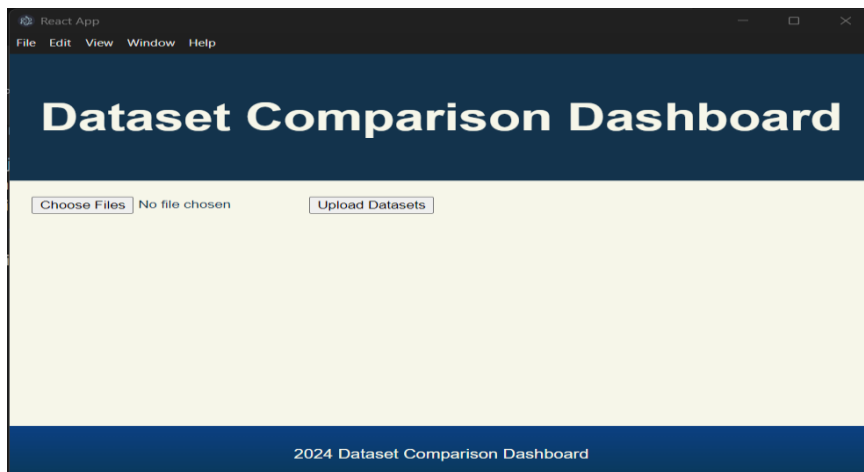 React App
File Edit View Window Help
Dataset Comparison Dashboard
Choose Files No file chosen Upload Datasets
2024 Dataset Comparison Dashboard